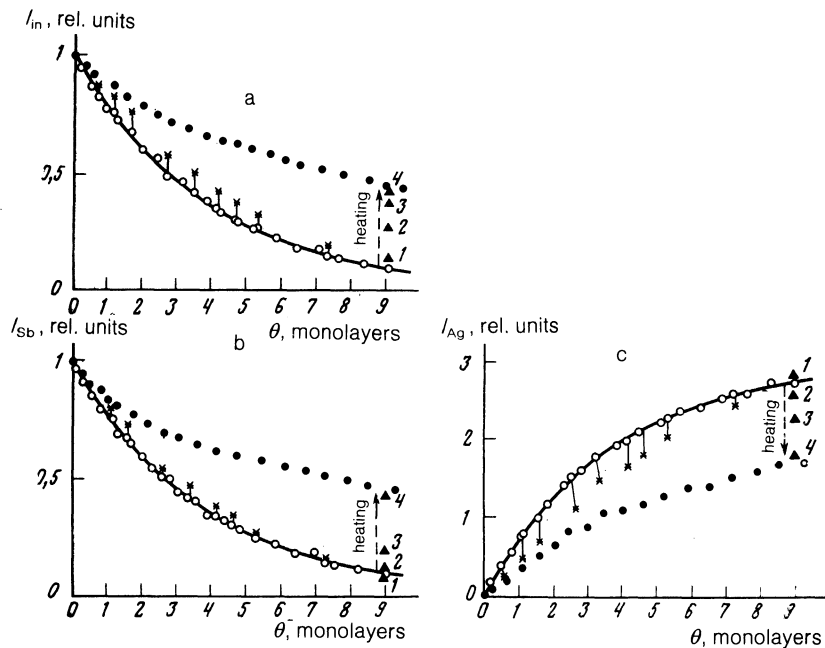 I_in, rel. units
a
1
0,5
0
heating
4
3
2
1
0 1 2 3 4 5 6 7 8 9
θ, monolayers
I_Sb, rel. units
b
1
0,5
0
heating
4
3
2
1
0 1 2 3 4 5 6 7 8 9
θ, monolayers
I_Ag, rel. units
c
3
2
1
0
heating
1
2
3
4
0 1 2 3 4 5 6 7 8 9
θ, monolayers